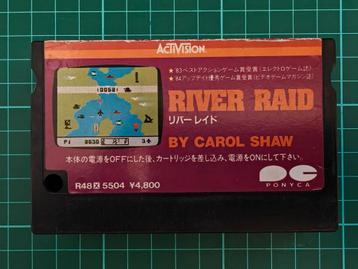 ACTIVISION
★'83ベストアクションゲーム賞受賞(エレクトロゲーム誌)
★'84アップデイト優秀ゲーム賞受賞(ビデオゲームマガジン誌)
RIVER RAID
リバーレイド
BY CAROL SHAW
本体の電源をOFFにした後、カートリッジを差し込み、電源をONにして下さい。
R48X5504 ¥4,800
PONYCA